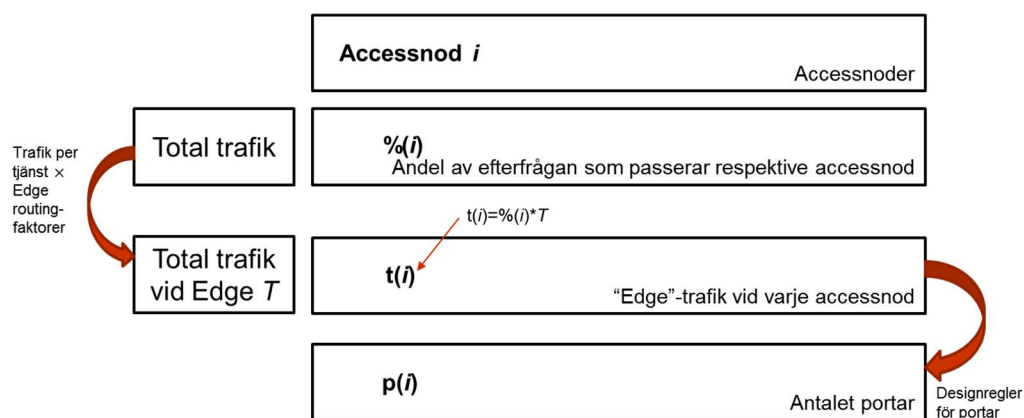 Accessnod i
Accessnoder
Trafik per
tjänst ×
Edge
routing-
faktorer
Total trafik
%(i)
Andel av efterfrågan som passerar respektive accessnod
t(i)=%(i)*T
Total trafik
vid Edge T
t(i)
“Edge”-trafik vid varje accessnod
p(i)
Antalet portar
Designregler
för portar